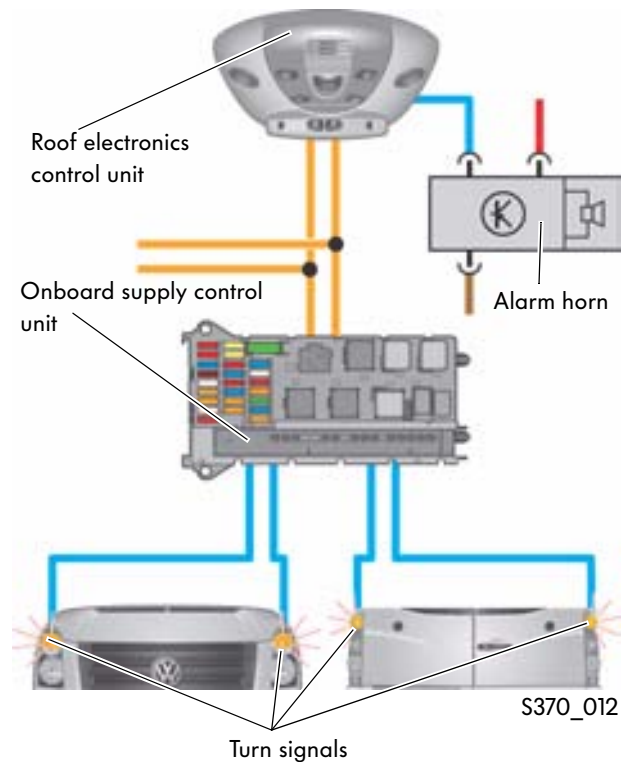 Roof electronics
control unit
Onboard supply control
unit
Alarm horn
S370_012
Turn signals